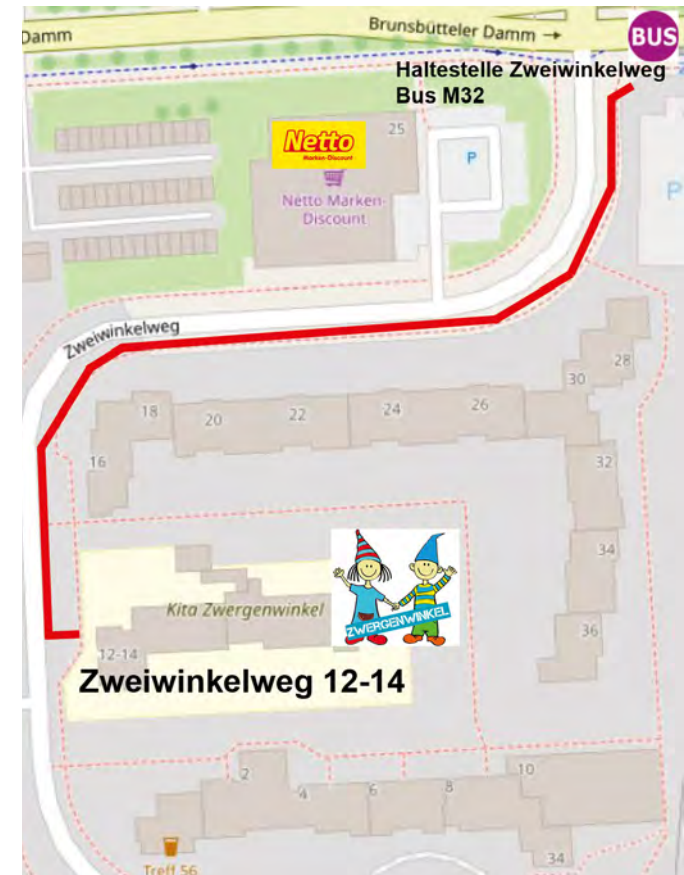 Damm
Brunsbütteler Damm →
BUS
Haltestelle Zweiwinkelweg
Bus M32
Netto
Marken-Discount
25
P
P
Netto Marken-
Discount
Zweiwinkelweg
28
30
18
20
22
24
26
16
32
34
36
Kita Zwergenwinkel
ZWERGENWINKEL
12-14
Zweiwinkelweg 12-14
2
4
6
8
10
34
Treff 56